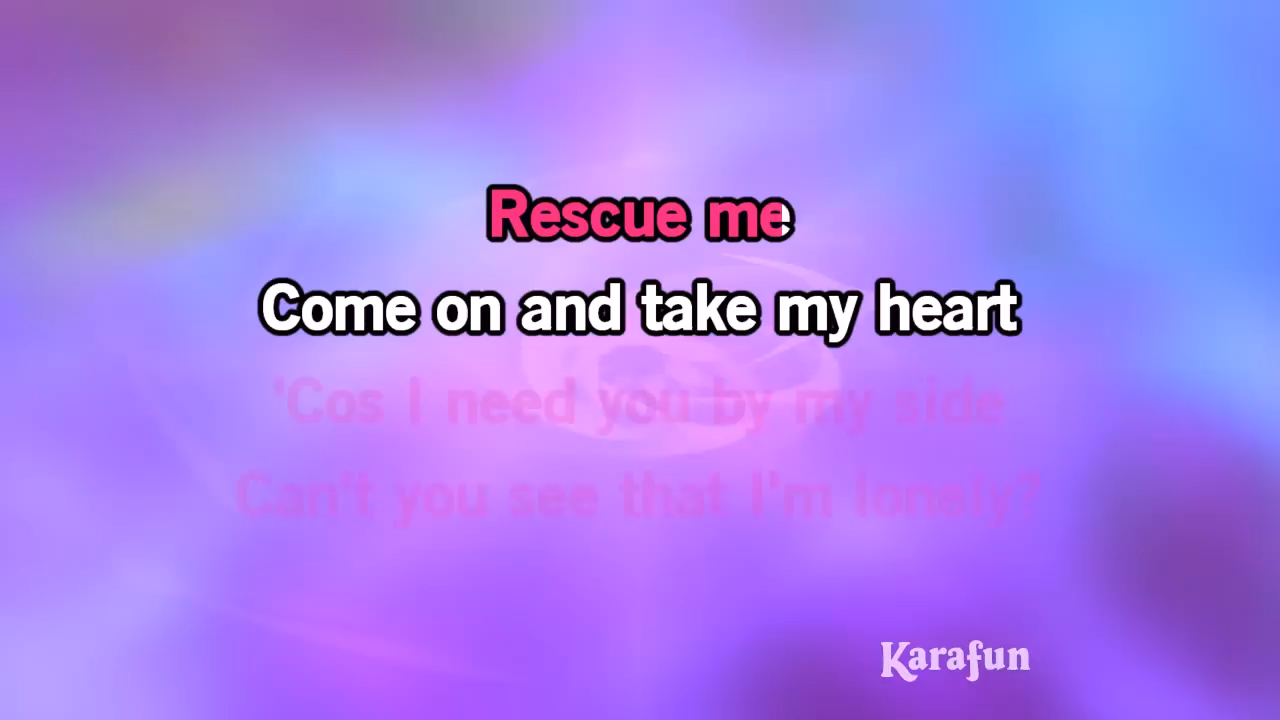 Rescue me
Come on and take my heart
'Cos I need you by my side
Can't you see that I'm lonely?
Karafun